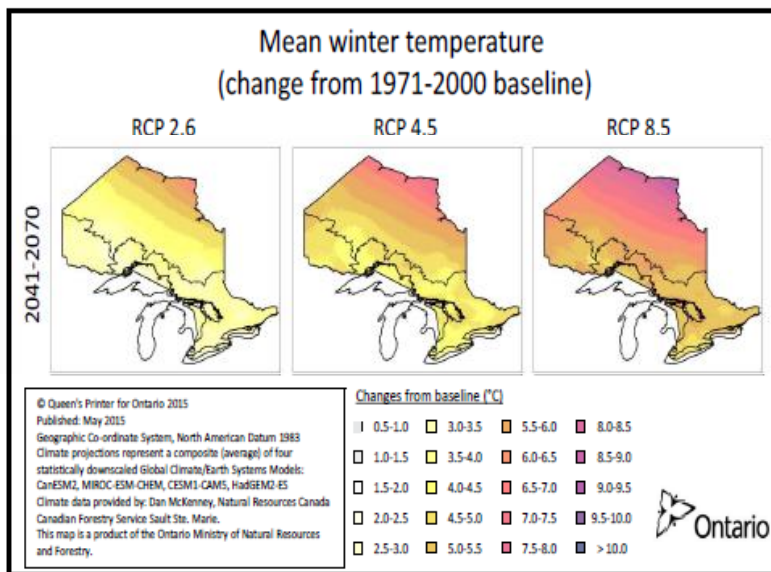 Mean winter temperature
(change from 1971-2000 baseline)
RCP 2.6 RCP 4.5 RCP 8.5
2041-2070
© Queen's Printer for Ontario 2015
Published: May 2015
Geographic Co-ordinate System, North American Datum 1983
Climate projections represent a composite (average) of four
statistically downscaled Global Climate/Earth Systems Models:
CanESM2, MIROC-ESM-CHEM, CESM1-CAM5, HadGEM2-ES
Climate data provided by: Dan McKenney, Natural Resources Canada
Canadian Forestry Service Sault Ste. Marie.
This map is a product of the Ontario Ministry of Natural Resources
and Forestry.
Changes from baseline (°C)
0.5-1.0 3.0-3.5 5.5-6.0 8.0-8.5
1.0-1.5 3.5-4.0 6.0-6.5 8.5-9.0
1.5-2.0 4.0-4.5 6.5-7.0 9.0-9.5
2.0-2.5 4.5-5.0 7.0-7.5 9.5-10.0
2.5-3.0 5.0-5.5 7.5-8.0 > 10.0
Ontario